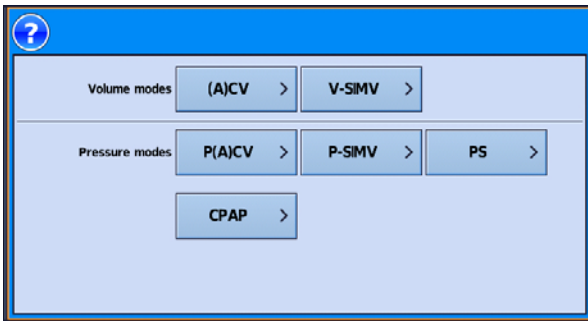 ?
Volume modes (A)CV > V-SIMV >
Pressure modes P(A)CV > P-SIMV > PS >
CPAP >